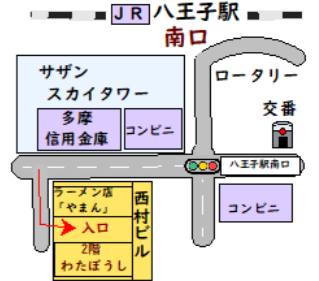 JR 八王子駅
南口
サザン
スカイタワー
ロータリー
多摩
信用金庫
コンビニ
交番
八王子駅南口
ラーメン店
「やまん」
入口
2階
わたぼうし
西村ビル
コンビニ